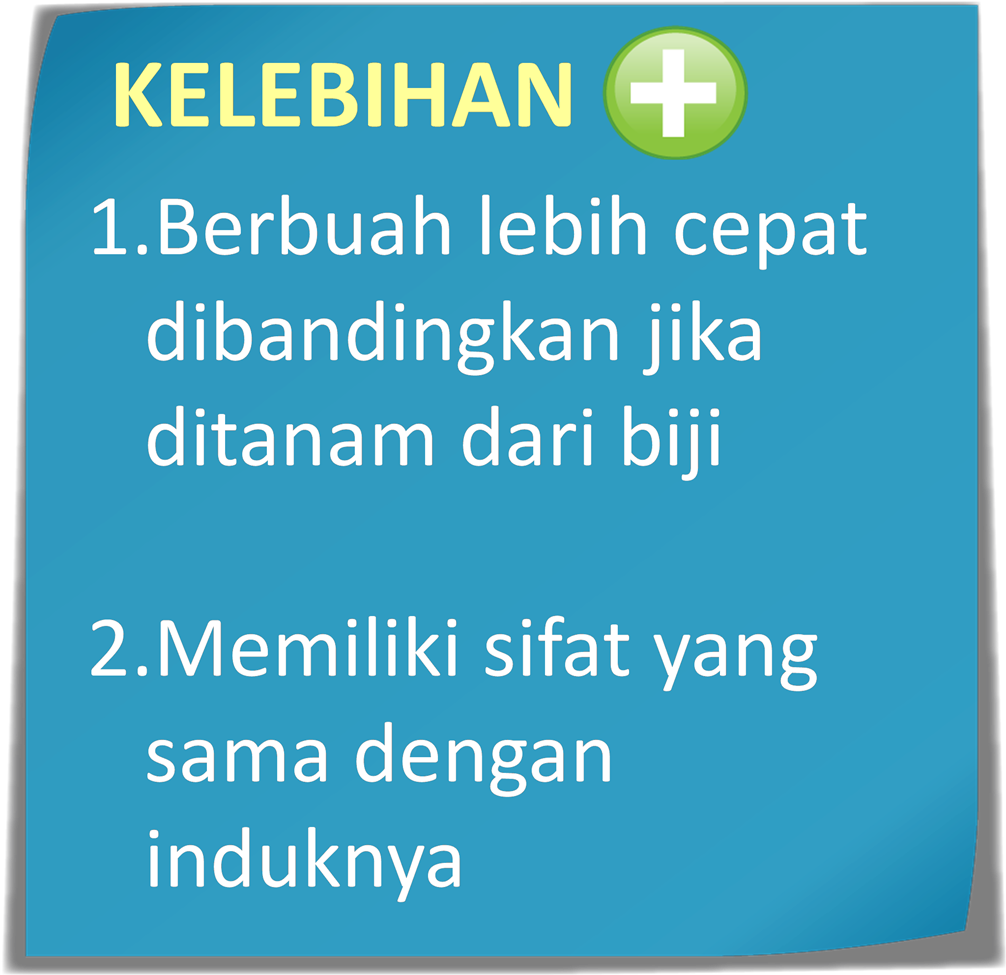 KELEBIHAN
1.Berbuah lebih cepat
dibandingkan jika
ditanam dari biji
2.Memiliki sifat yang
sama dengan
induknya